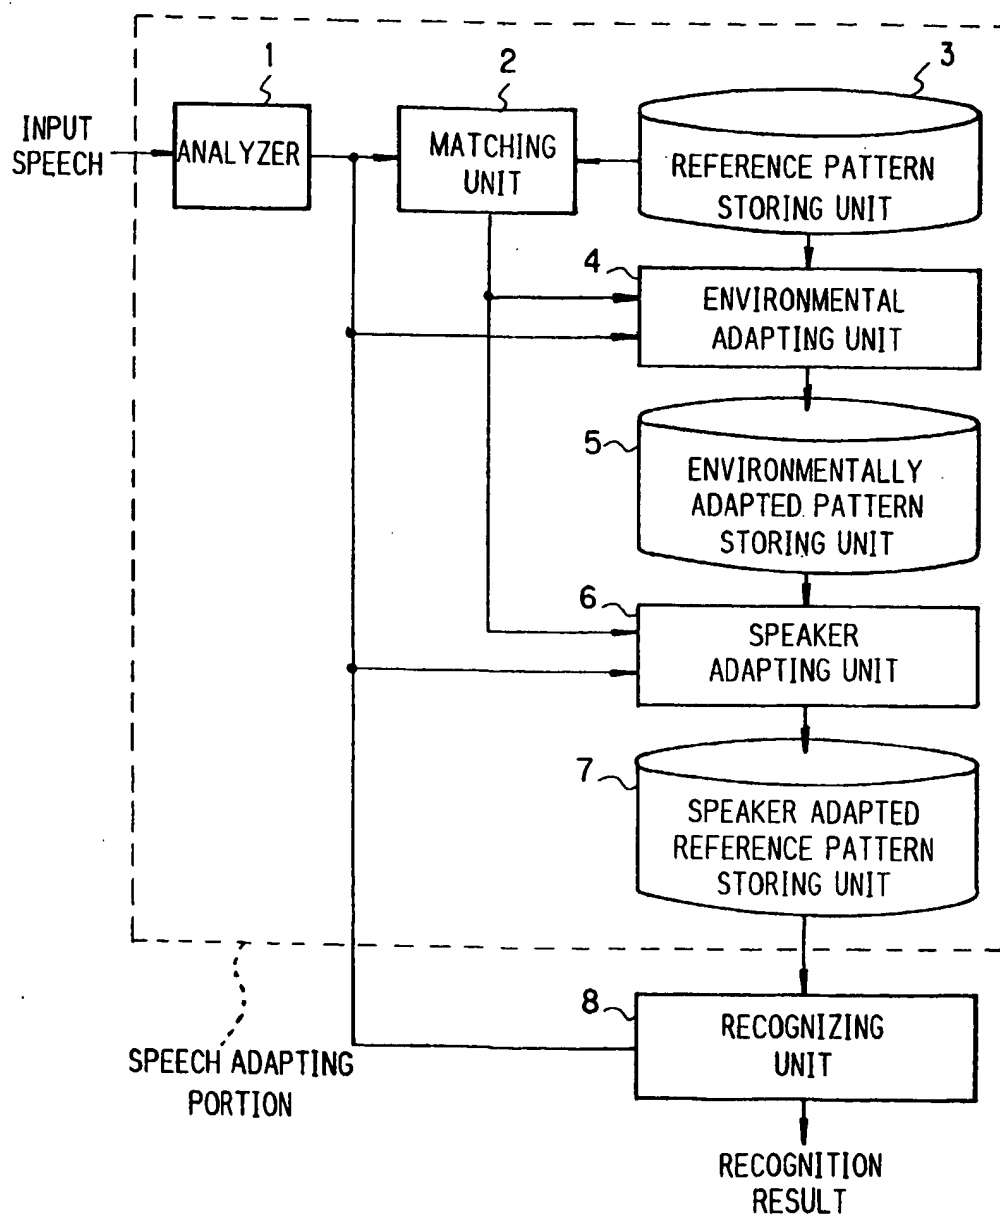 1
2
3
INPUT
SPEECH
ANALYZER
MATCHING
UNIT
REFERENCE PATTERN
STORING UNIT
4
ENVIRONMENTAL
ADAPTING UNIT
5
ENVIRONMENTALLY
ADAPTED PATTERN
STORING UNIT
6
SPEAKER
ADAPTING UNIT
7
SPEAKER ADAPTED
REFERENCE PATTERN
STORING UNIT
8
RECOGNIZING
UNIT
SPEECH ADAPTING
PORTION
RECOGNITION
RESULT